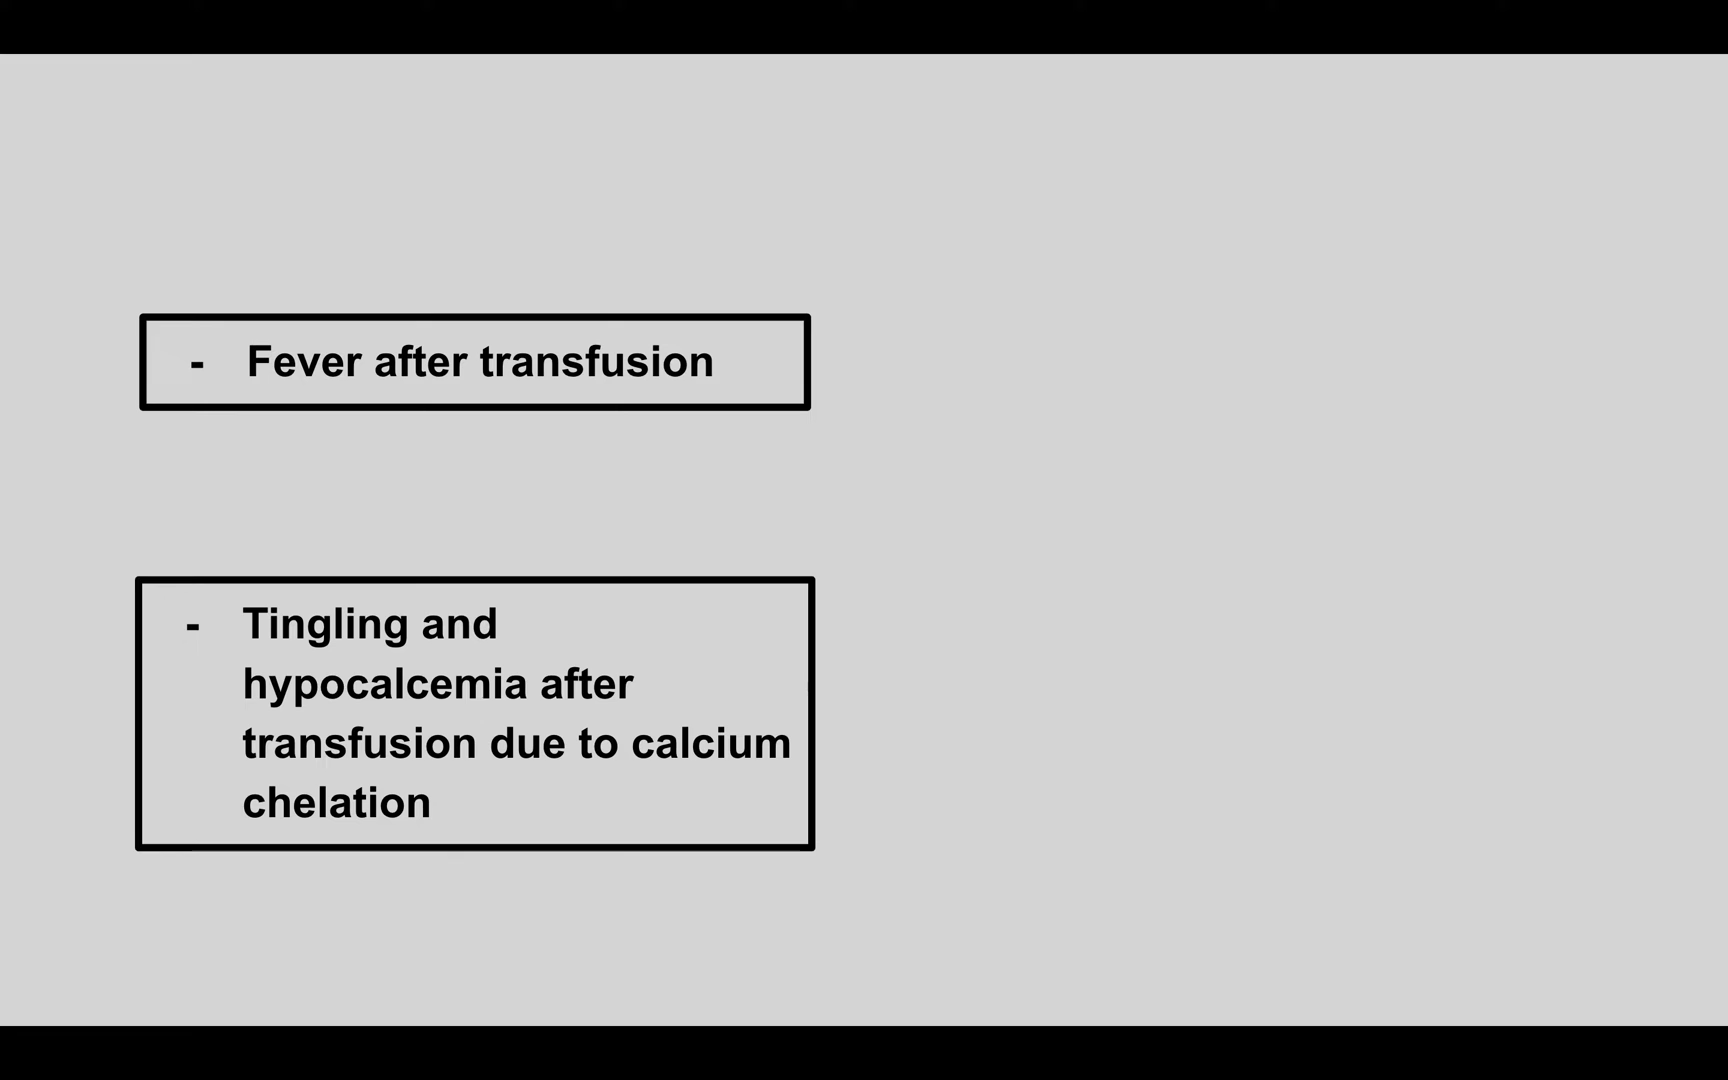 - Fever after transfusion
- Tingling and
hypocalcemia after
transfusion due to calcium
chelation